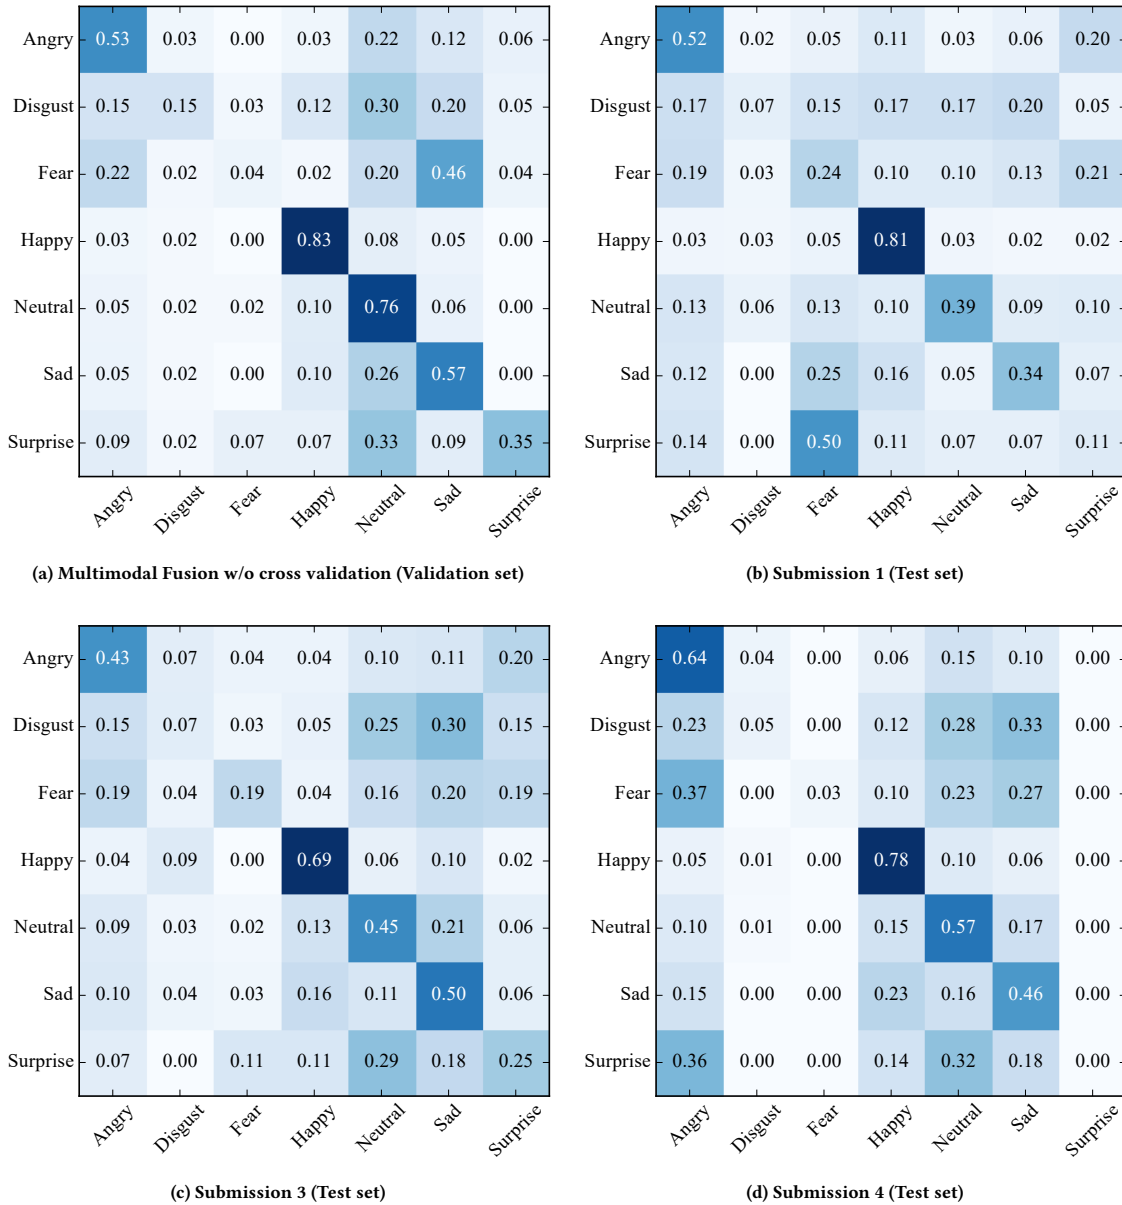 Angry 0.53 0.03 0.00 0.03 0.22 0.12 0.06
Disgust 0.15 0.15 0.03 0.12 0.30 0.20 0.05
Fear 0.22 0.02 0.04 0.02 0.20 0.46 0.04
Happy 0.03 0.02 0.00 0.83 0.08 0.05 0.00
Neutral 0.05 0.02 0.02 0.10 0.76 0.06 0.00
Sad 0.05 0.02 0.00 0.10 0.26 0.57 0.00
Surprise 0.09 0.02 0.07 0.07 0.33 0.09 0.35
Angry Disgust Fear Happy Neutral Sad Surprise
(a) Multimodal Fusion w/o cross validation (Validation set)
Angry 0.52 0.02 0.05 0.11 0.03 0.06 0.20
Disgust 0.17 0.07 0.15 0.17 0.17 0.20 0.05
Fear 0.19 0.03 0.24 0.10 0.10 0.13 0.21
Happy 0.03 0.03 0.05 0.81 0.03 0.02 0.02
Neutral 0.13 0.06 0.13 0.10 0.39 0.09 0.10
Sad 0.12 0.00 0.25 0.16 0.05 0.34 0.07
Surprise 0.14 0.00 0.50 0.11 0.07 0.07 0.11
Angry Disgust Fear Happy Neutral Sad Surprise
(b) Submission 1 (Test set)
Angry 0.43 0.07 0.04 0.04 0.10 0.11 0.20
Disgust 0.15 0.07 0.03 0.05 0.25 0.30 0.15
Fear 0.19 0.04 0.19 0.04 0.16 0.20 0.19
Happy 0.04 0.09 0.00 0.69 0.06 0.10 0.02
Neutral 0.09 0.03 0.02 0.13 0.45 0.21 0.06
Sad 0.10 0.04 0.03 0.16 0.11 0.50 0.06
Surprise 0.07 0.00 0.11 0.11 0.29 0.18 0.25
Angry Disgust Fear Happy Neutral Sad Surprise
(c) Submission 3 (Test set)
Angry 0.64 0.04 0.00 0.06 0.15 0.10 0.00
Disgust 0.23 0.05 0.00 0.12 0.28 0.33 0.00
Fear 0.37 0.00 0.03 0.10 0.23 0.27 0.00
Happy 0.05 0.01 0.00 0.78 0.10 0.06 0.00
Neutral 0.10 0.01 0.00 0.15 0.57 0.17 0.00
Sad 0.15 0.00 0.00 0.23 0.16 0.46 0.00
Surprise 0.36 0.00 0.00 0.14 0.32 0.18 0.00
Angry Disgust Fear Happy Neutral Sad Surprise
(d) Submission 4 (Test set)